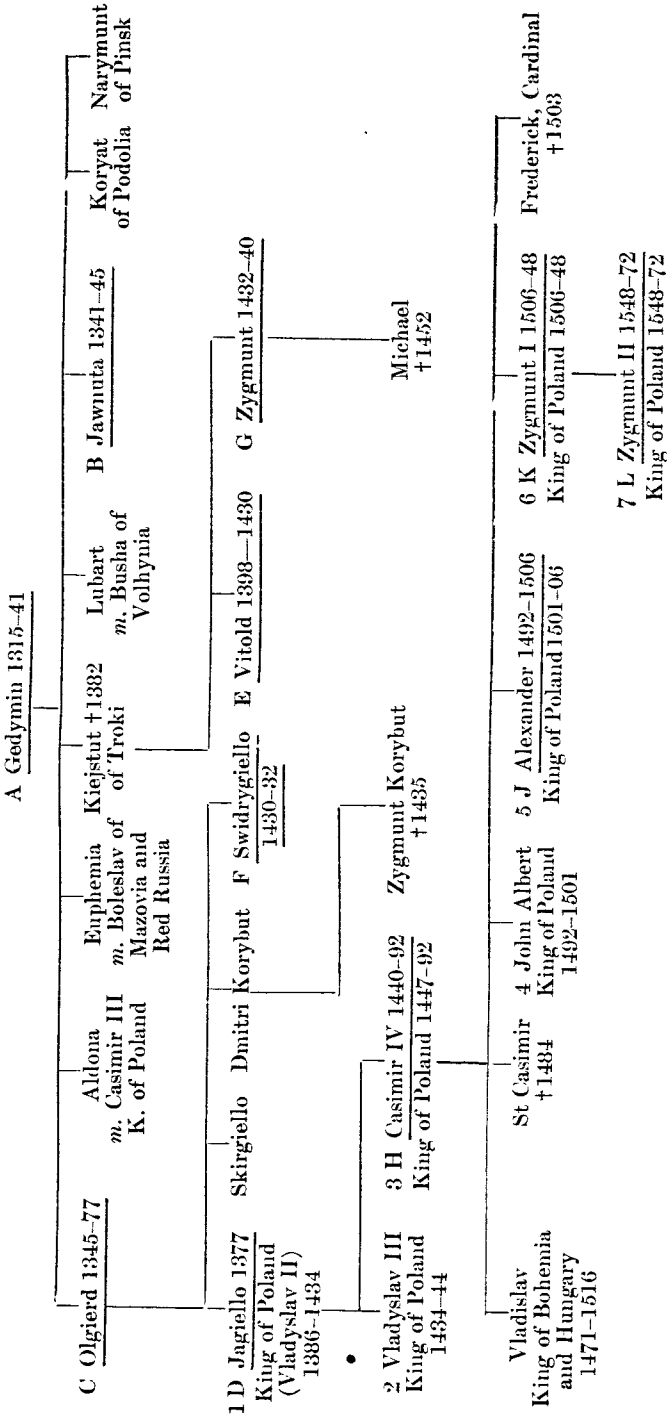 A Gedymin 1315–41
C Olgierd 1345–77
Aldona
m. Casimir III
K. of Poland
Euphemia
m. Boleslav of
Mazovia and
Red Russia
Kiejstut †1382
of Troki
Lubart
m. Busha of
Volhynia
B Jawnuta 1341–45
Koryat
of Podolia
Narymunt
of Pinsk
1 D Jagiello 1377
King of Poland
(Vladyslav II)
1386–1434
Skirgiello
Dmitri Korybut
F Swidrygiello
1430–32
E Vitold 1398—1430
G Zygmunt 1432–40
2 Vladyslav III
King of Poland
1434–44
3 H Casimir IV 1440–92
King of Poland 1447–92
Zygmunt Korybut
†1435
Michael
†1452
Vladislav
King of Bohemia
and Hungary
1471–1516
St Casimir
†1484
4 John Albert
King of Poland
1492–1501
5 J Alexander 1492–1506
King of Poland 1501–06
6 K Zygmunt I 1506–48
King of Poland 1506–48
Frederick, Cardinal
†1503
7 L Zygmunt II 1548–72
King of Poland 1548–72